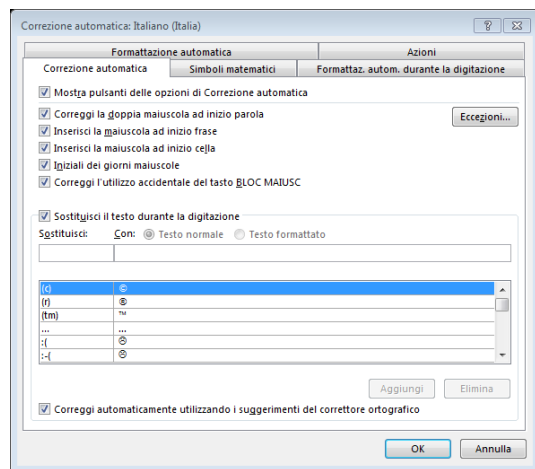 Correzione automatica: Italiano (Italia)
Formattazione automatica Azioni
Correzione automatica Simboli matematici Formattaz. autom. durante la digitazione
Mostra pulsanti delle opzioni di Correzione automatica
Correggi la doppia maiuscola ad inizio parola Eccezioni...
Inserisci la maiuscola ad inizio frase
Inserisci la maiuscola ad inizio cella
Iniziali dei giorni maiuscole
Correggi l'utilizzo accidentale del tasto BLOC MAIUSC
Sostituisci il testo durante la digitazione
Sostituisci: Con: Testo normale Testo formattato
(c) ©
(r) ®
(tm) ™
... ...
:( ☹
:-( ☹
Aggiungi Elimina
Correggi automaticamente utilizzando i suggerimenti del correttore ortografico
OK Annulla